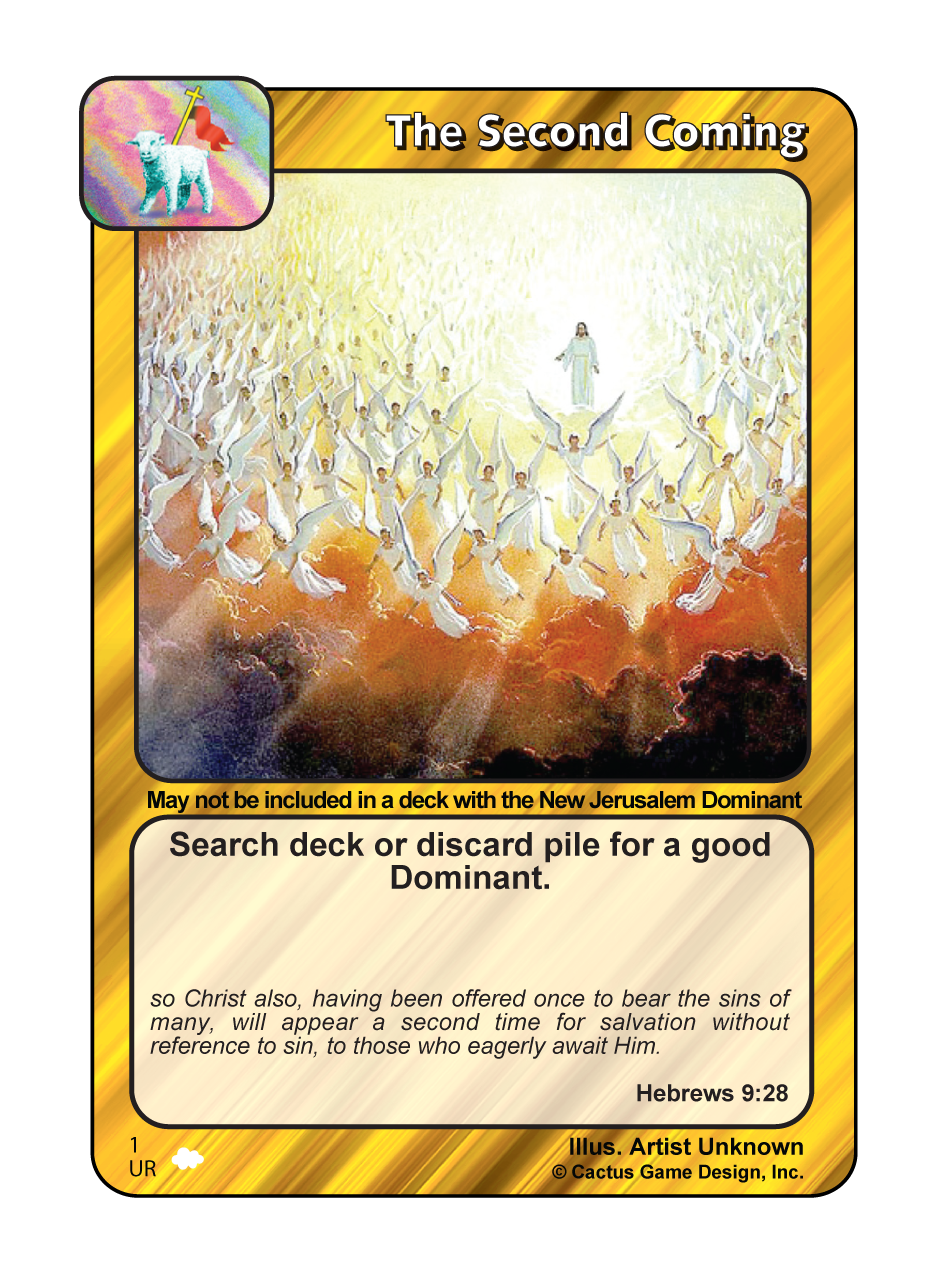 The Second Coming
May not be included in a deck with the New Jerusalem Dominant
Search deck or discard pile for a good
Dominant.
so Christ also, having been offered once to bear the sins of
many, will appear a second time for salvation without
reference to sin, to those who eagerly await Him.
Hebrews 9:28
1
UR
Illus. Artist Unknown
© Cactus Game Design, Inc.